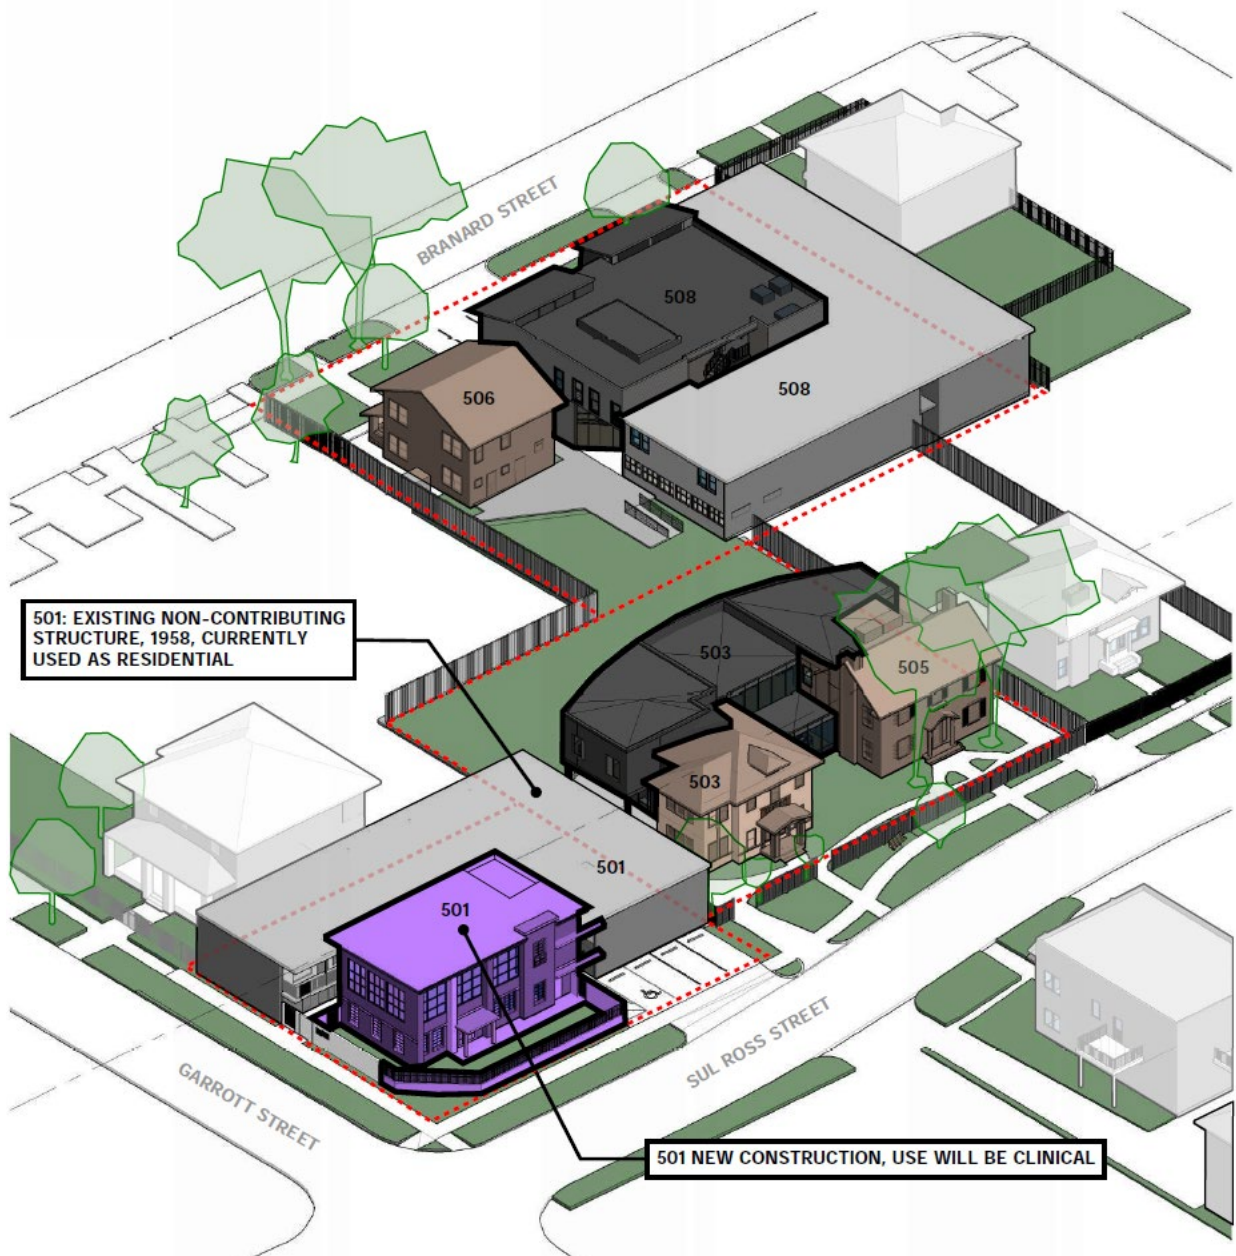 BRANARD STREET
508
506
508
501: EXISTING NON-CONTRIBUTING
STRUCTURE, 1958, CURRENTLY
USED AS RESIDENTIAL
503
505
503
501
501
SUL ROSS STREET
GARROTT STREET
501 NEW CONSTRUCTION, USE WILL BE CLINICAL